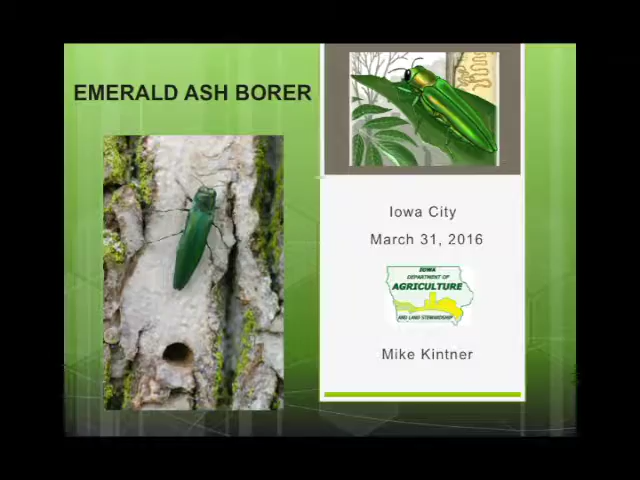 EMERALD ASH BORER
Iowa City
March 31, 2016
IOWA
DEPARTMENT OF
AGRICULTURE
AND LAND STEWARDSHIP
Mike Kintner